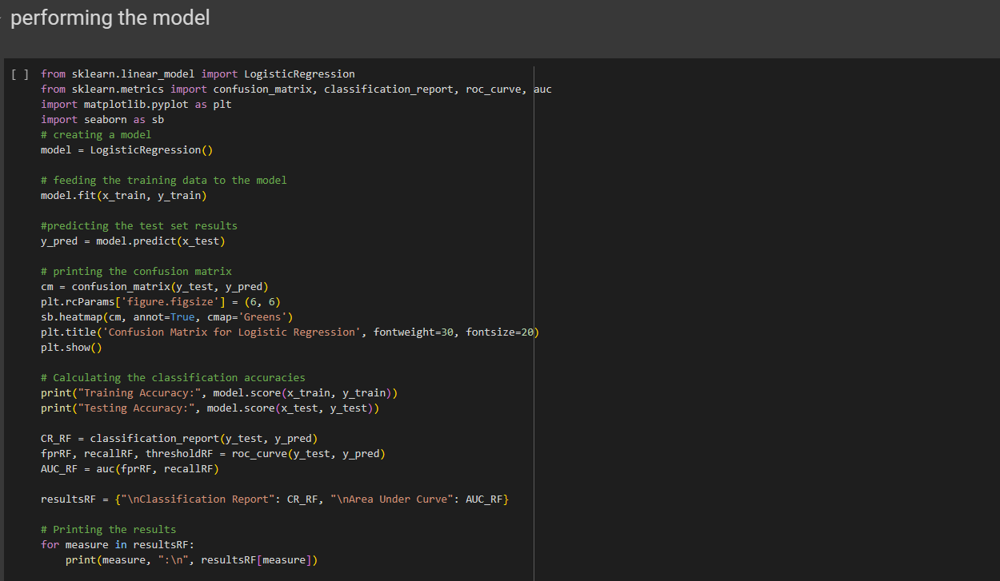 performing the model
[ ] from sklearn.linear_model import LogisticRegression
from sklearn.metrics import confusion_matrix, classification_report, roc_curve, auc
import matplotlib.pyplot as plt
import seaborn as sb
# creating a model
model = LogisticRegression()
# feeding the training data to the model
model.fit(x_train, y_train)
#predicting the test set results
y_pred = model.predict(x_test)
# printing the confusion matrix
cm = confusion_matrix(y_test, y_pred)
plt.rcParams['figure.figsize'] = (6, 6)
sb.heatmap(cm, annot=True, cmap='Greens')
plt.title('Confusion Matrix for Logistic Regression', fontweight=30, fontsize=20)
plt.show()
# Calculating the classification accuracies
print("Training Accuracy:", model.score(x_train, y_train))
print("Testing Accuracy:", model.score(x_test, y_test))
CR_RF = classification_report(y_test, y_pred)
fprRF, recallRF, thresholdRF = roc_curve(y_test, y_pred)
AUC_RF = auc(fprRF, recallRF)
resultsRF = {"\nClassification Report": CR_RF, "\nArea Under Curve": AUC_RF}
# Printing the results
for measure in resultsRF:
    print(measure, ":\n", resultsRF[measure])